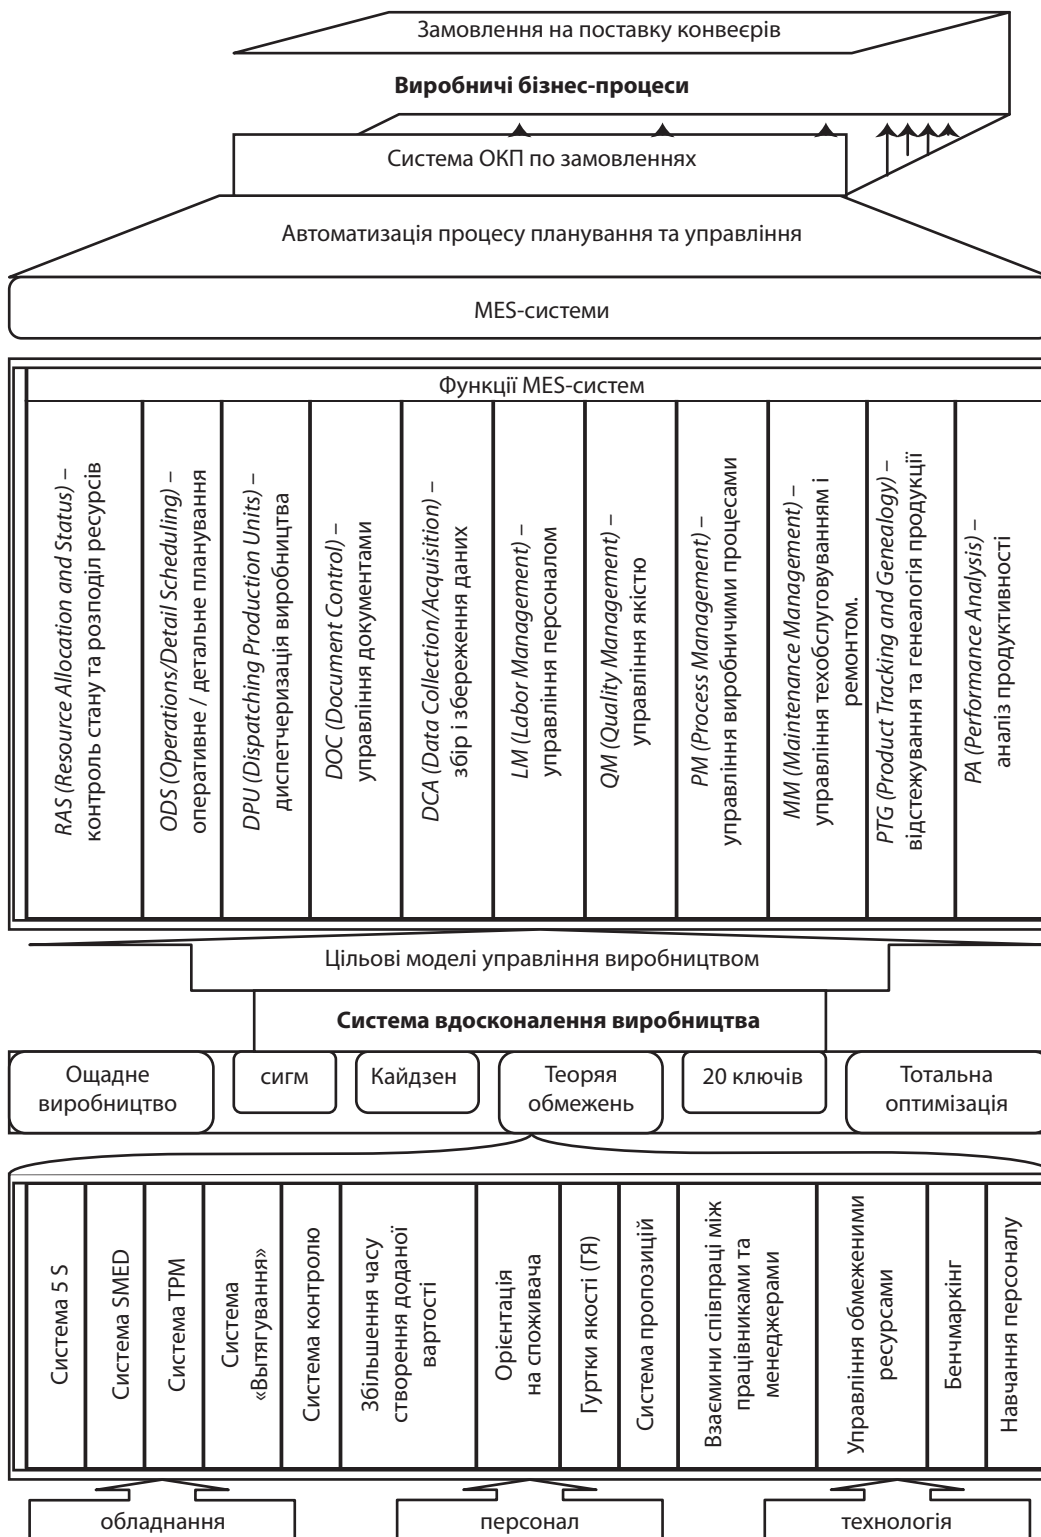 Замовлення на поставку конвеєрів
Виробничі бізнес-процеси
Система ОКП по замовленнях
Автоматизація процесу планування та управління
MES-системи
Функції MES-систем
RAS (Resource Allocation and Status) –
контроль стану та розподіл ресурсів
ODS (Operations/Detail Scheduling) –
оперативне / детальне планування
DPU (Dispatching Production Units) –
диспетчеризація виробництва
DOC (Document Control) –
управління документами
DCA (Data Collection/Acquisition) –
збір і збереження даних
LM (Labor Management) –
управління персоналом
QM (Quality Management) –
управління якістю
PM (Process Management) –
управління виробничими процесами
MM (Maintenance Management) –
управління техобслуговуванням і
ремонтом.
PTG (Product Tracking and Genealogy) –
відстежування та генеалогія продукції
PA (Performance Analysis) –
аналіз продуктивності
Цільові моделі управління виробництвом
Система вдосконалення виробництва
Ощадне
виробництво
сигм
Кайдзен
Теоряя
обмежень
20 ключів
Тотальна
оптимізація
Система 5 S
Система SMED
Система TPM
Система
«Вытягування»
Система контролю
Збільшення часу
створення доданої
вартості
Орієнтація
на споживача
Гуртки якості (ГЯ)
Система пропозицій
Взаємини співпраці між
працівниками та
менеджерами
Управління обмеженими
ресурсами
Бенчмаркінг
Навчання персоналу
обладнання
персонал
технологія